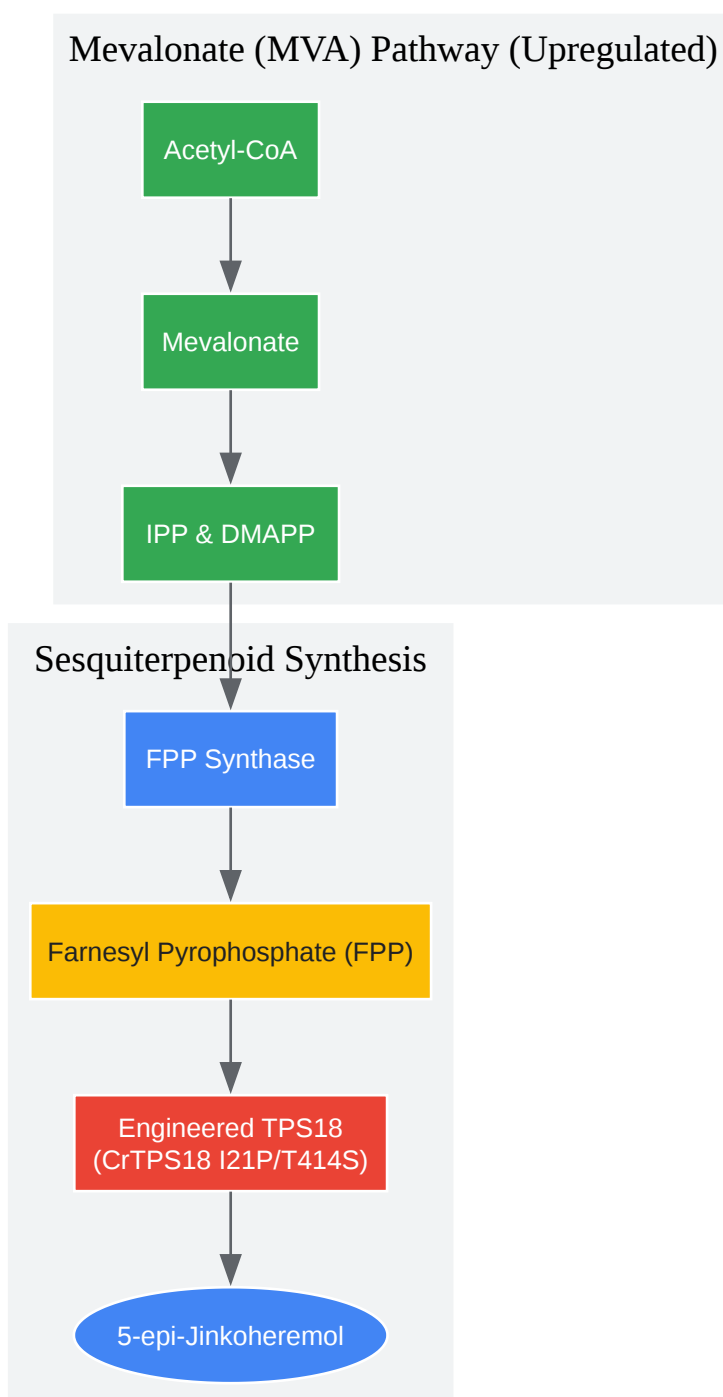 Mevalonate (MVA) Pathway (Upregulated)
Acetyl-CoA
Mevalonate
IPP & DMAPP
Sesquiterpenoid Synthesis
FPP Synthase
Farnesyl Pyrophosphate (FPP)
Engineered TPS18
(CrTPS18 I21P/T414S)
5-epi-Jinkoheremol